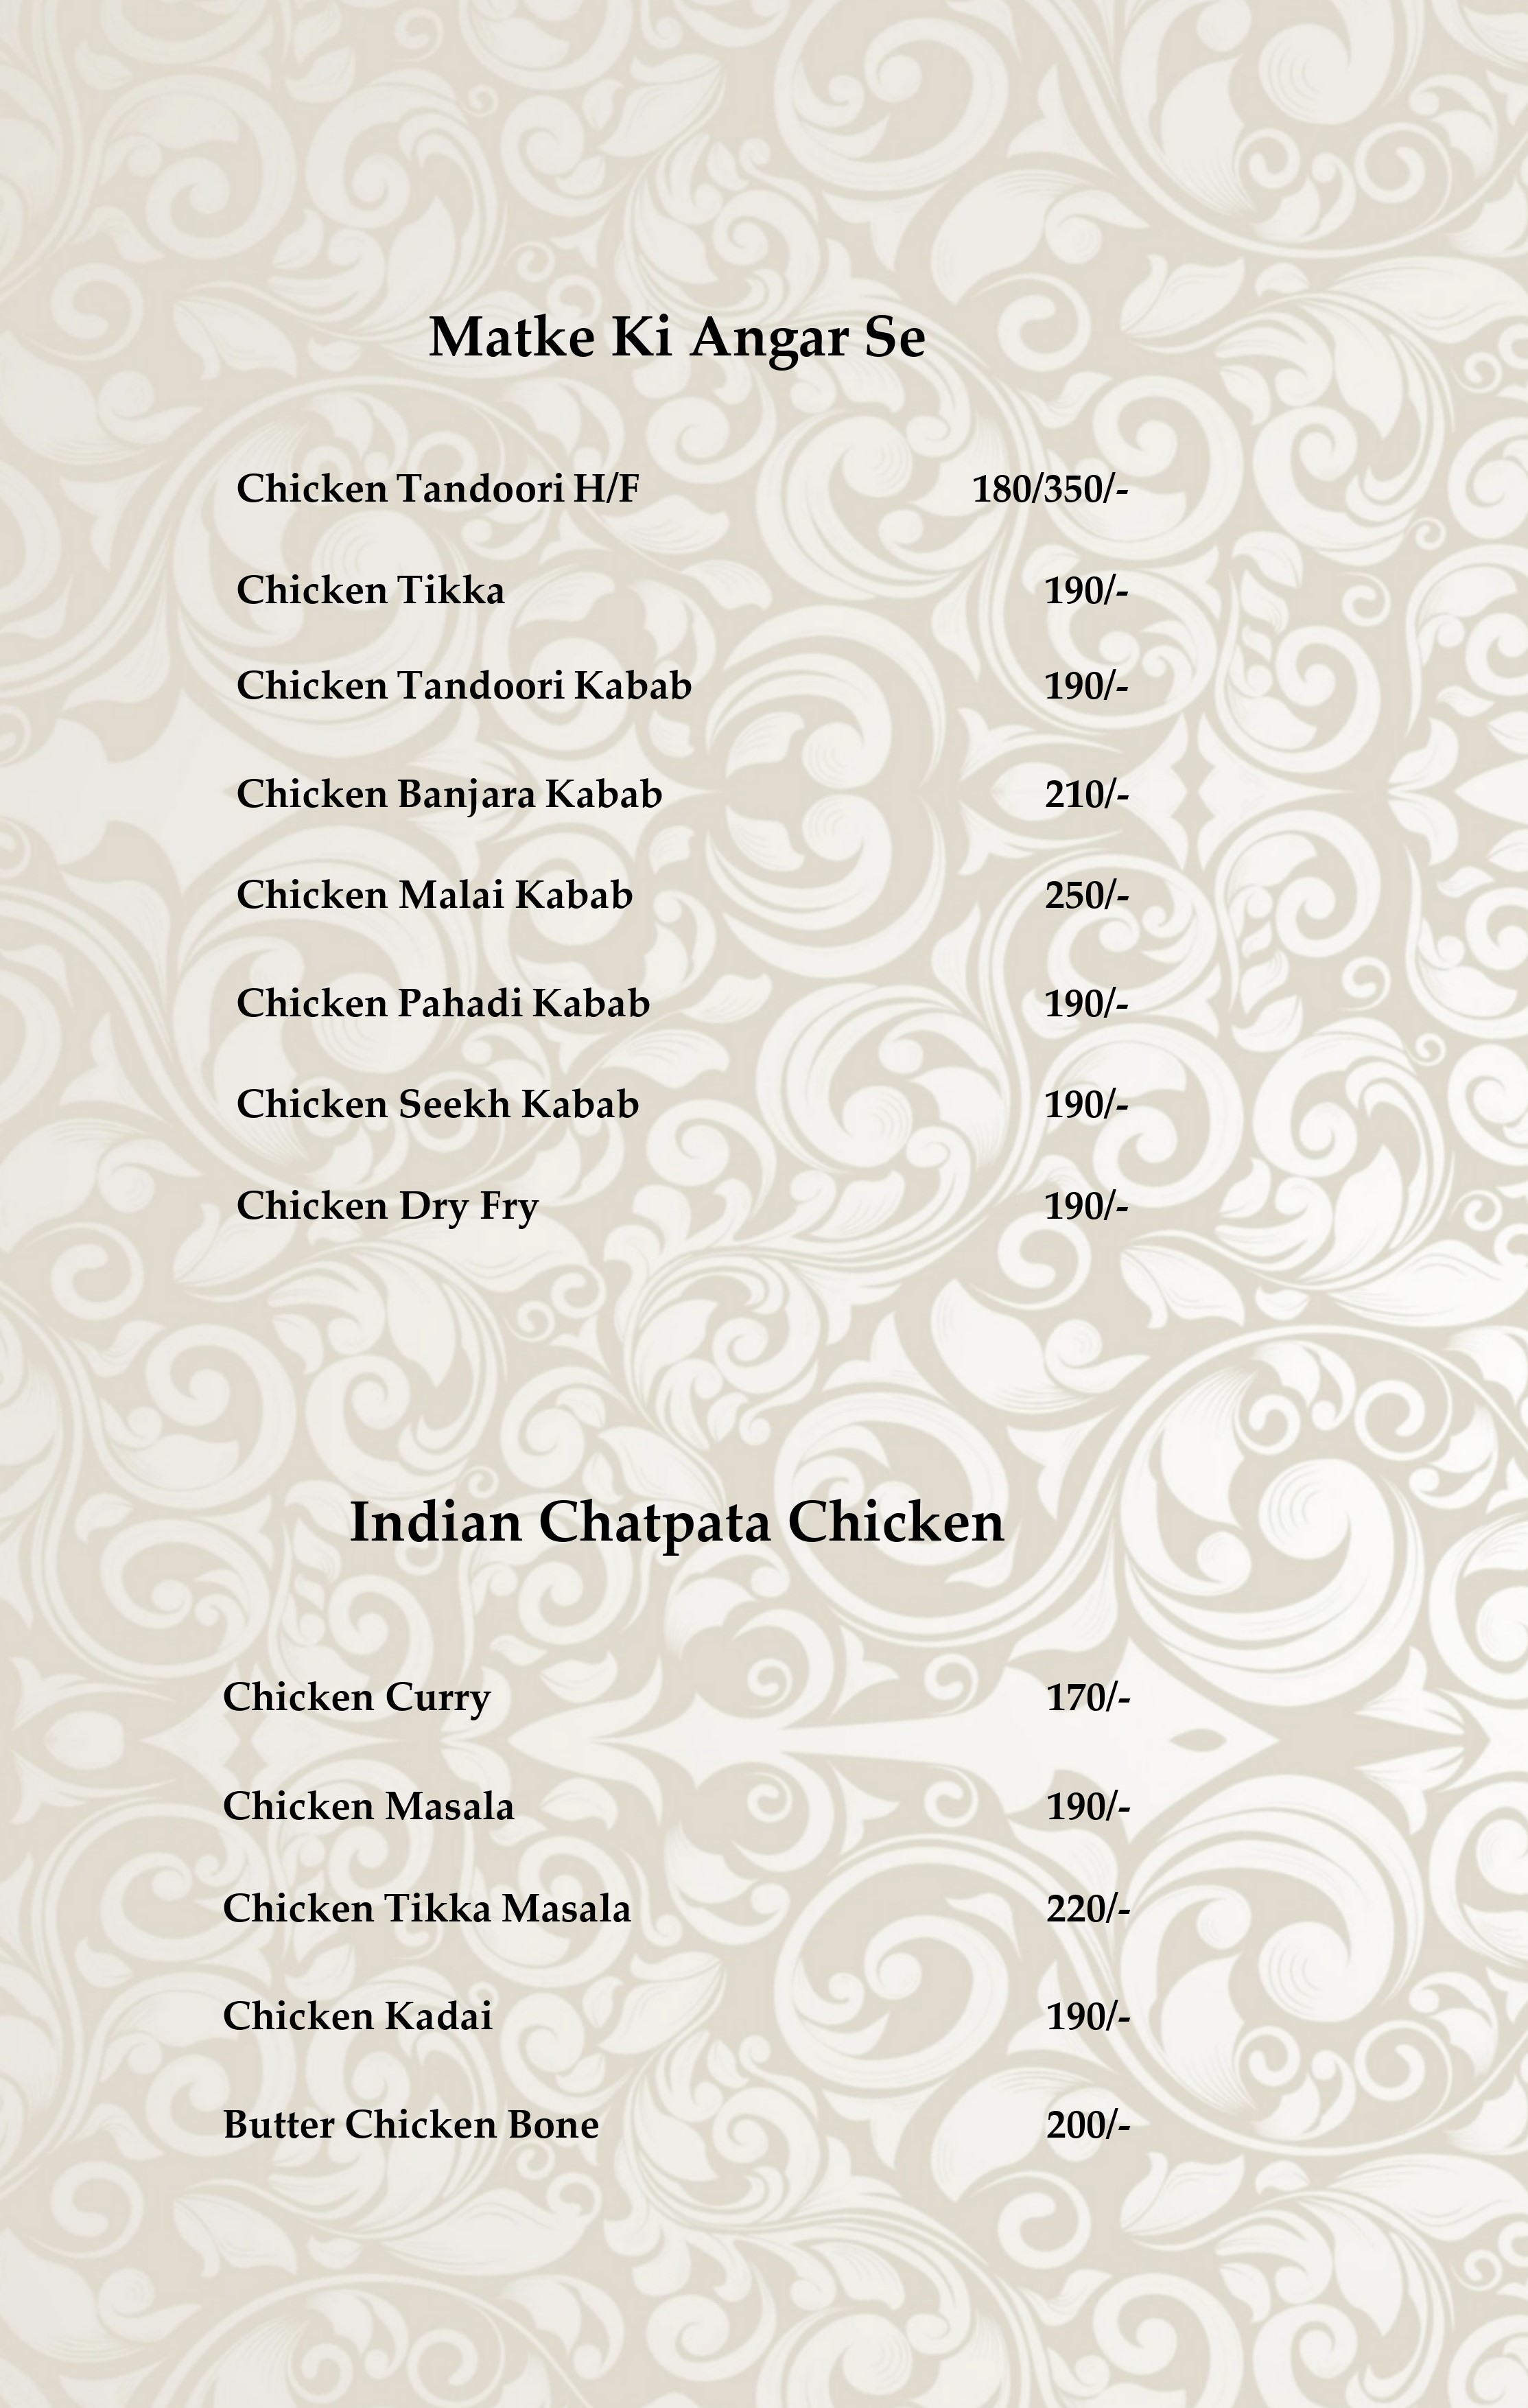 Matke Ki Angar Se
Chicken Tandoori H/F 180/350/-
Chicken Tikka 190/-
Chicken Tandoori Kabab 190/-
Chicken Banjara Kabab 210/-
Chicken Malai Kabab 250/-
Chicken Pahadi Kabab 190/-
Chicken Seekh Kabab 190/-
Chicken Dry Fry 190/-
Indian Chatpata Chicken
Chicken Curry 170/-
Chicken Masala 190/-
Chicken Tikka Masala 220/-
Chicken Kadai 190/-
Butter Chicken Bone 200/-